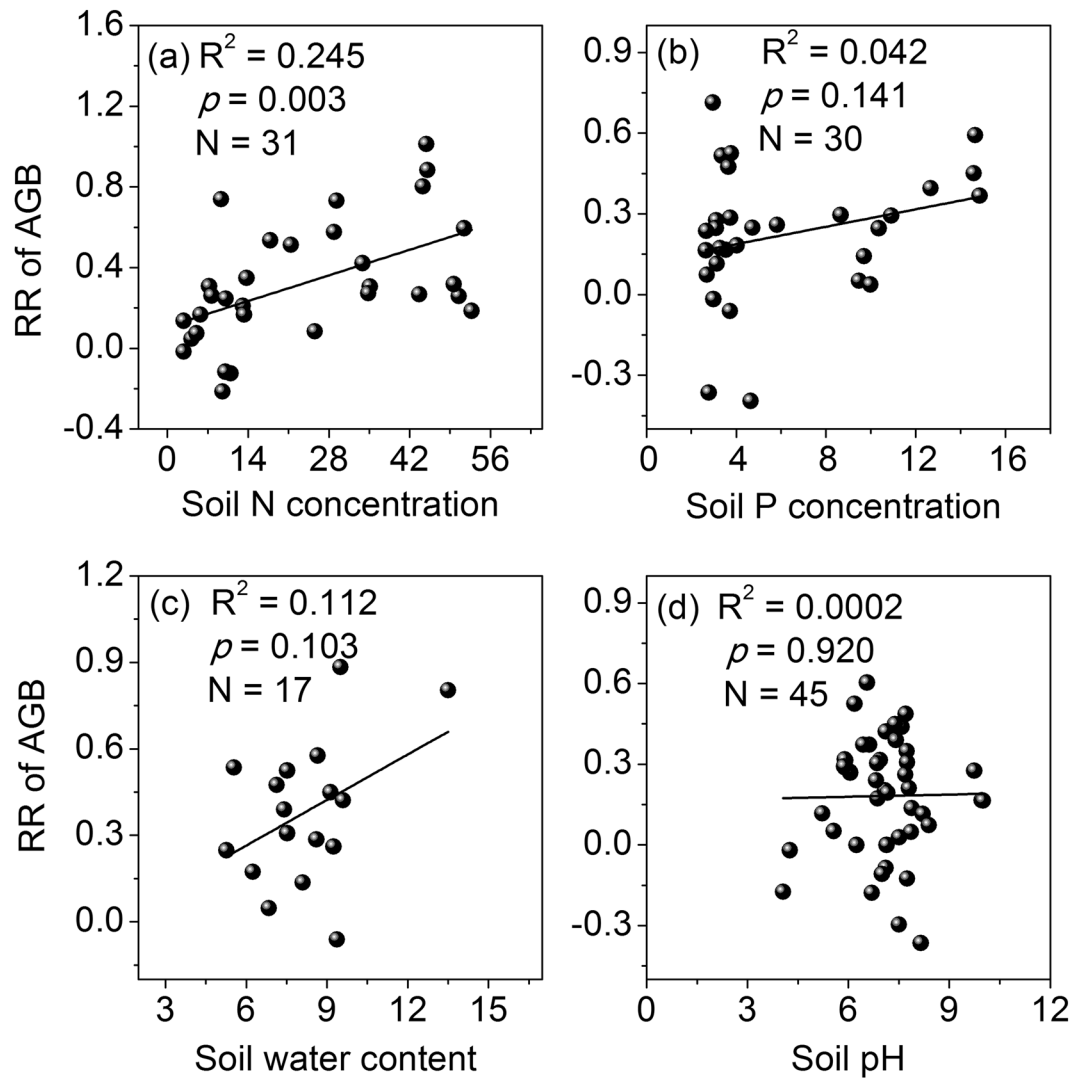 (a) R² = 0.245
p = 0.003
N = 31
RR of AGB
1.6
1.2
0.8
0.4
0.0
-0.4
0 14 28 42 56
Soil N concentration
(b) R² = 0.042
p = 0.141
N = 30
0.9
0.6
0.3
0.0
-0.3
0 4 8 12 16
Soil P concentration
(c) R² = 0.112
p = 0.103
N = 17
RR of AGB
1.2
0.9
0.6
0.3
0.0
3 6 9 12 15
Soil water content
(d) R² = 0.0002
p = 0.920
N = 45
0.9
0.6
0.3
0.0
-0.3
0 3 6 9 12
Soil pH